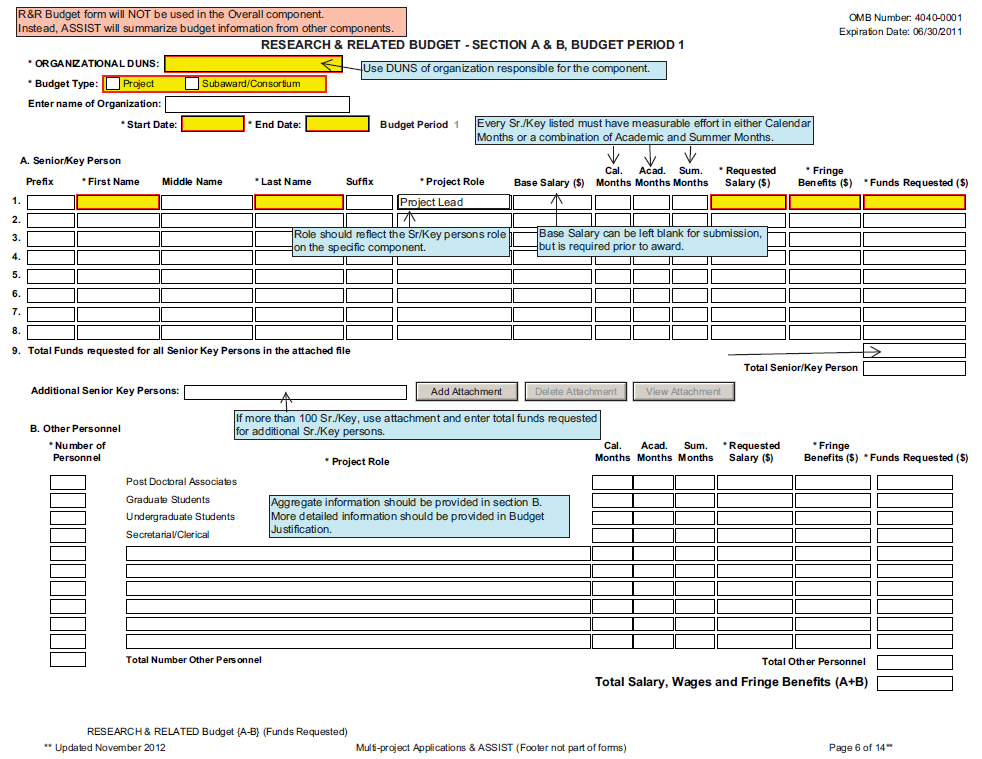 R&R Budget form will NOT be used in the Overall component.
Instead, ASSIST will summarize budget information from other components.
OMB Number: 4040-0001
Expiration Date: 06/30/2011
RESEARCH & RELATED BUDGET - SECTION A & B, BUDGET PERIOD 1
* ORGANIZATIONAL DUNS:
Use DUNS of organization responsible for the component.
* Budget Type: Project Subaward/Consortium
Enter name of Organization:
* Start Date: * End Date: Budget Period 1
Every Sr./Key listed must have measurable effort in either Calendar
Months or a combination of Academic and Summer Months.
A. Senior/Key Person
Prefix * First Name Middle Name * Last Name Suffix * Project Role Base Salary ($) Cal. Months Acad. Months Sum. Months * Requested Salary ($) * Fringe Benefits ($) * Funds Requested ($)
1. Project Lead
2.
3.
Role should reflect the Sr/Key persons role
on the specific component.
Base Salary can be left blank for submission,
but is required prior to award.
4.
5.
6.
7.
8.
9. Total Funds requested for all Senior Key Persons in the attached file
Total Senior/Key Person
Additional Senior Key Persons: Add Attachment Delete Attachment View Attachment
If more than 100 Sr./Key, use attachment and enter total funds requested
for additional Sr./Key persons.
B. Other Personnel
* Number of Personnel * Project Role Cal. Months Acad. Months Sum. Months * Requested Salary ($) * Fringe Benefits ($) * Funds Requested ($)
Post Doctoral Associates
Graduate Students
Undergraduate Students
Secretarial/Clerical
Aggregate information should be provided in section B.
More detailed information should be provided in Budget
Justification.
Total Number Other Personnel Total Other Personnel
Total Salary, Wages and Fringe Benefits (A+B)
RESEARCH & RELATED Budget {A-B} (Funds Requested)
** Updated November 2012 Multi-project Applications & ASSIST (Footer not part of forms) Page 6 of 14**